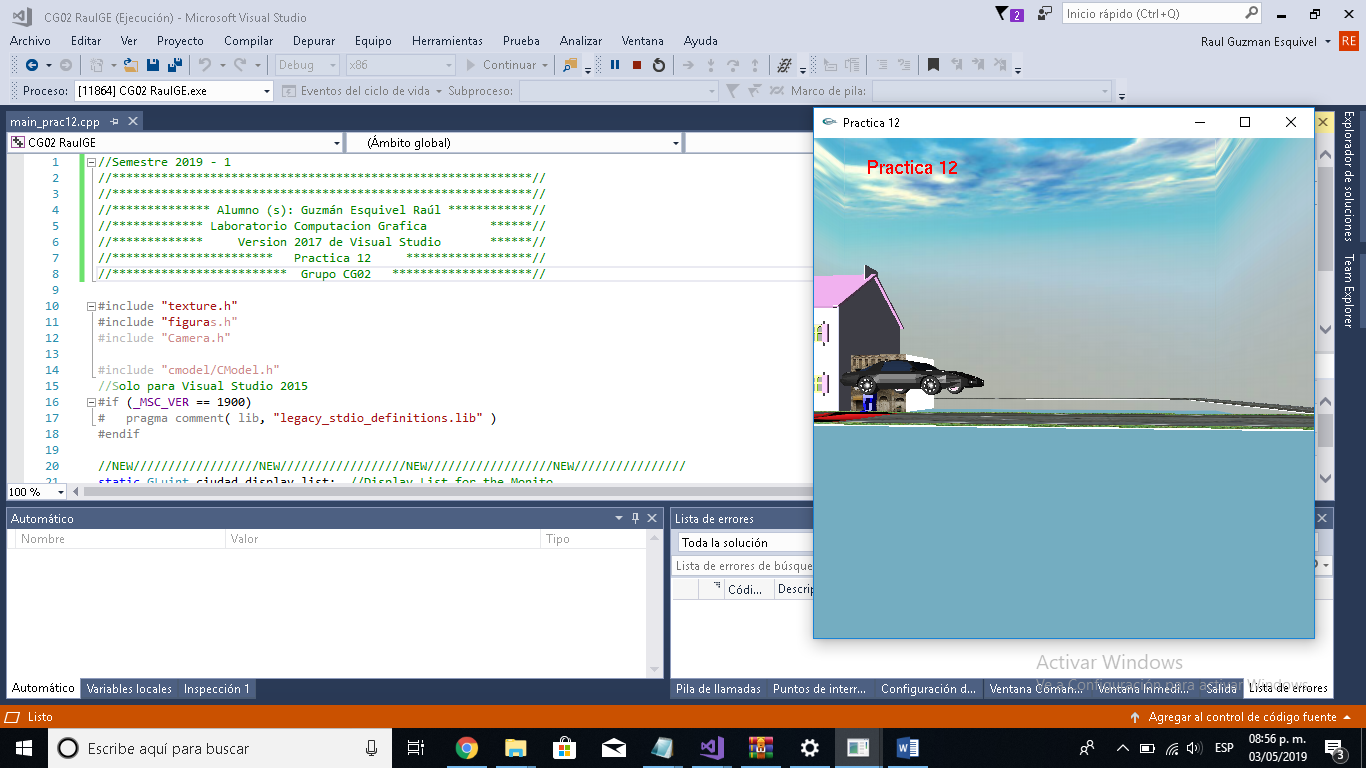 CG02 RaulGE (Ejecución) - Microsoft Visual Studio
2
Inicio rápido (Ctrl+Q)
Archivo Editar Ver Proyecto Compilar Depurar Equipo Herramientas Prueba Analizar Ventana Ayuda
Raul Guzman Esquivel RE
Debug x86 Continuar
Proceso: [11864] CG02 RaulGE.exe Eventos del ciclo de vida Subproceso: Marco de pila:
main_prac12.cpp
CG02 RaulGE (Ámbito global)
1 //Semestre 2019 - 1
2 //************************************************************//
3 //************************************************************//
4 //************** Alumno (s): Guzmán Esquivel Raúl ************//
5 //************* Laboratorio Computacion Grafica         ******//
6 //*************     Version 2017 de Visual Studio       ******//
7 //***********************   Practica 12     ******************//
8 //*************************  Grupo CG02   ********************//
9
10 #include "texture.h"
11 #include "figuras.h"
12 #include "Camera.h"
13
14 #include "cmodel/CModel.h"
15 //Solo para Visual Studio 2015
16 #if (_MSC_VER == 1900)
17 #   pragma comment( lib, "legacy_stdio_definitions.lib" )
18 #endif
19
20 //NEW//////////////////NEW//////////////////NEW//////////////////NEW////////////////
21 static GLuint ciudad_display_list;  //Display List for the Monito
100 %
Practica 12
Practica 12
Explorador de soluciones
Team Explorer
Automático
Nombre Valor Tipo
Automático Variables locales Inspección 1
Lista de errores
Toda la solución
Lista de errores de búsque
Códi... Descrip
Activar Windows
Ve a Configuración para activar Windows.
Pila de llamadas Puntos de interr... Configuración d... Ventana Coman... Ventana Inmedi... Salida Lista de errores
Listo
Agregar al control de código fuente
Escribe aquí para buscar
ESP
08:56 p. m.
03/05/2019
3